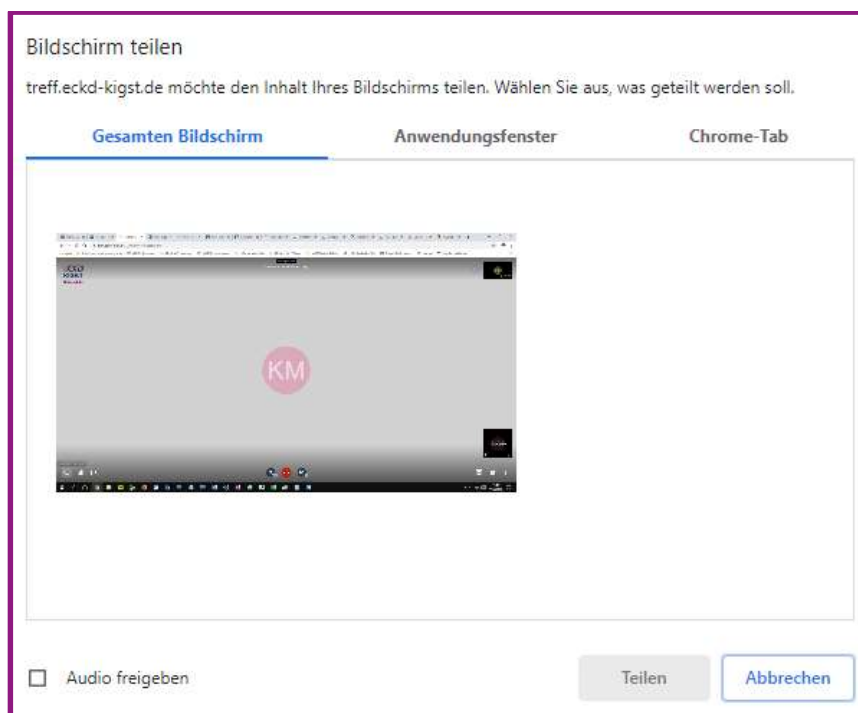 Bildschirm teilen
treff.eckd-kigst.de möchte den Inhalt Ihres Bildschirms teilen. Wählen Sie aus, was geteilt werden soll.
Gesamten Bildschirm Anwendungsfenster Chrome-Tab
KM
Audio freigeben Teilen Abbrechen